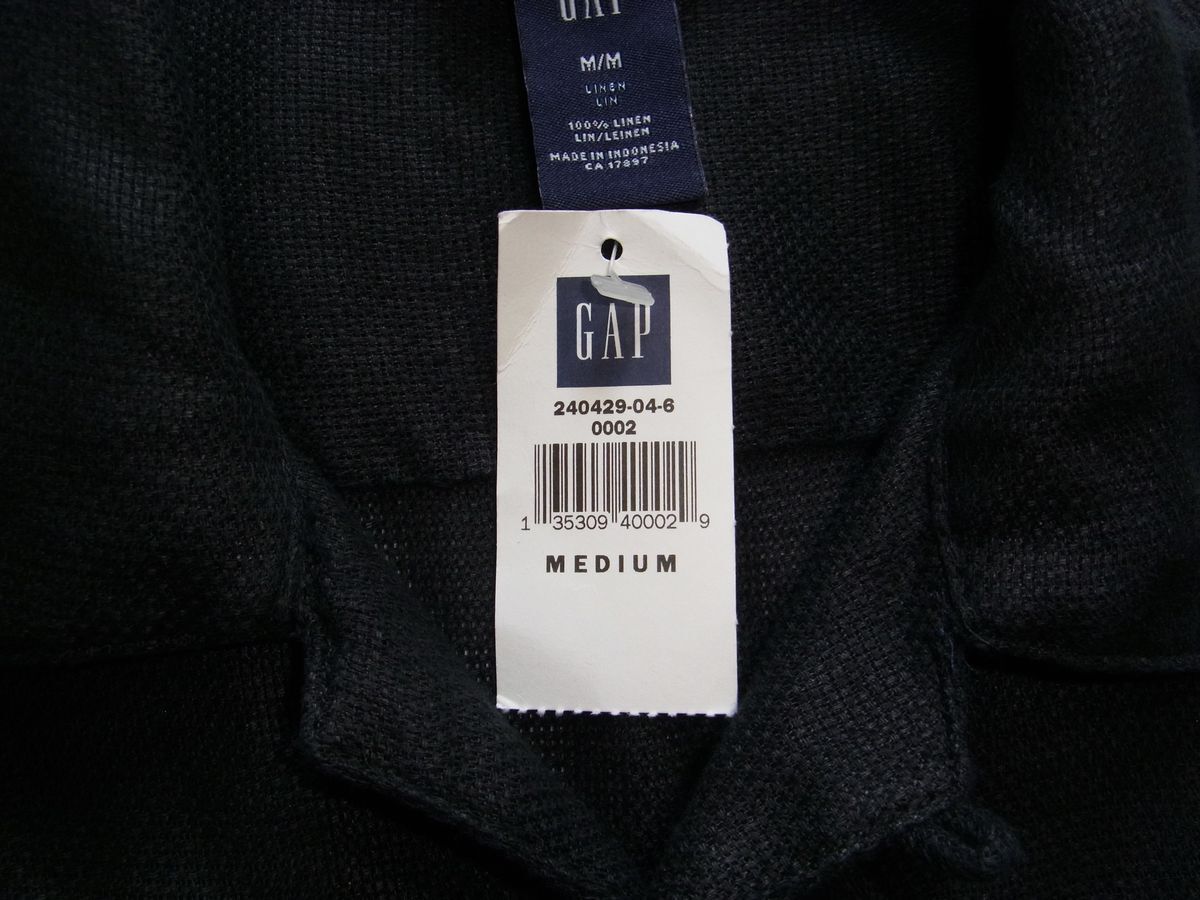 GAP
M/M
LINEN
LIN
100% LINEN
LIN/LEINEN
MADE IN INDONESIA
CA 17897
GAP
240429-04-6
0002
1 35309 40002 9
MEDIUM